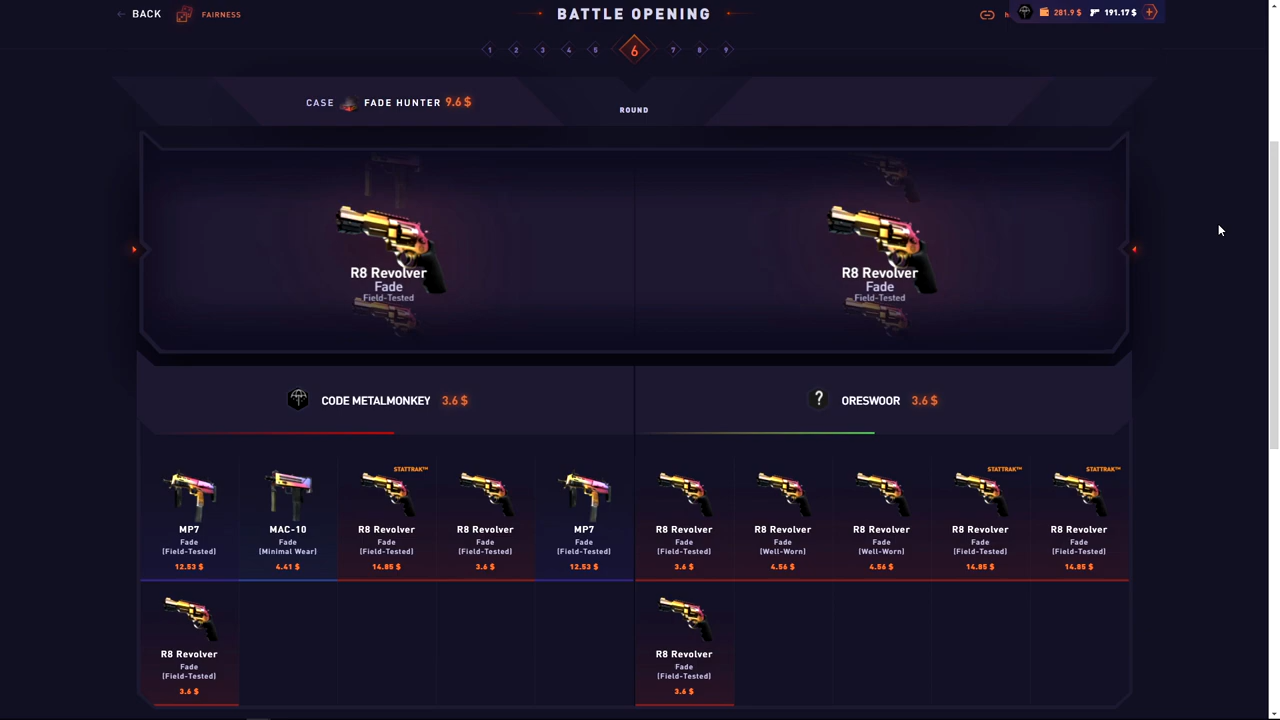 BACK
FAIRNESS
BATTLE OPENING
281.9 $
191.17 $
1 2 3 4 5 6 7 8 9
CASE FADE HUNTER 9.6 $
ROUND
R8 Revolver
Fade
Field-Tested
R8 Revolver
Fade
Field-Tested
CODE METALMONKEY 3.6 $
? ORESWOOR 3.6 $
STATTRAK™ STATTRAK™ STATTRAK™
MP7 MAC-10 R8 Revolver R8 Revolver MP7 R8 Revolver R8 Revolver R8 Revolver R8 Revolver R8 Revolver
Fade Fade Fade Fade Fade Fade Fade Fade Fade Fade
(Field-Tested) (Minimal Wear) (Field-Tested) (Field-Tested) (Field-Tested) (Field-Tested) (Well-Worn) (Well-Worn) (Field-Tested) (Field-Tested)
12.53 $ 4.41 $ 14.85 $ 3.6 $ 12.53 $ 3.6 $ 4.56 $ 4.56 $ 14.85 $ 14.85 $
R8 Revolver R8 Revolver
Fade Fade
(Field-Tested) (Field-Tested)
3.6 $ 3.6 $